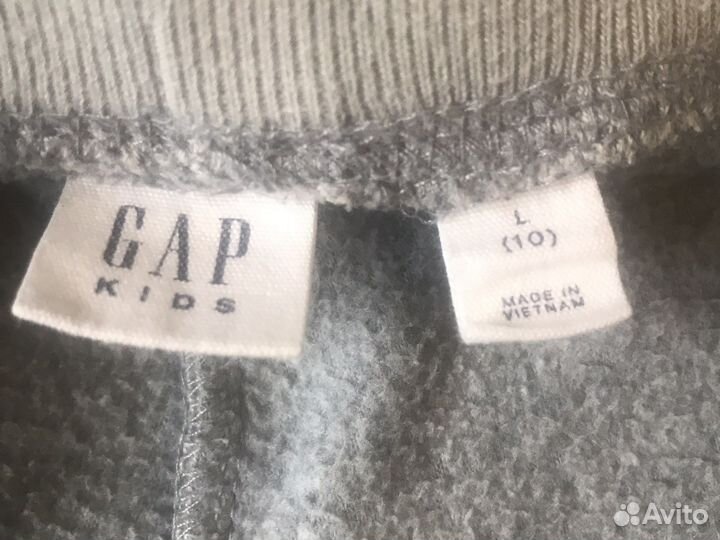 GAP
KIDS
L
(10)
MADE IN
VIETNAM
Avito